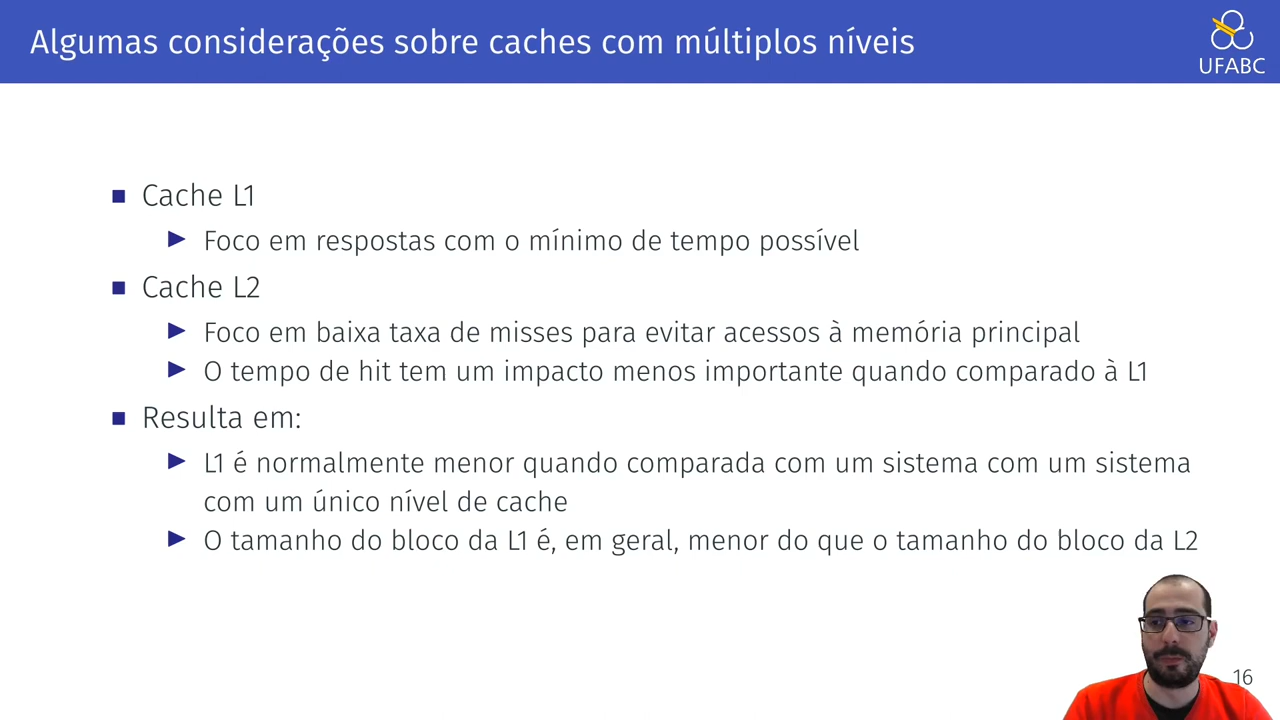 Algumas considerações sobre caches com múltiplos níveis
UFABC
Cache L1
Foco em respostas com o mínimo de tempo possível
Cache L2
Foco em baixa taxa de misses para evitar acessos à memória principal
O tempo de hit tem um impacto menos importante quando comparado à L1
Resulta em:
L1 é normalmente menor quando comparada com um sistema com um sistema
com um único nível de cache
O tamanho do bloco da L1 é, em geral, menor do que o tamanho do bloco da L2
16